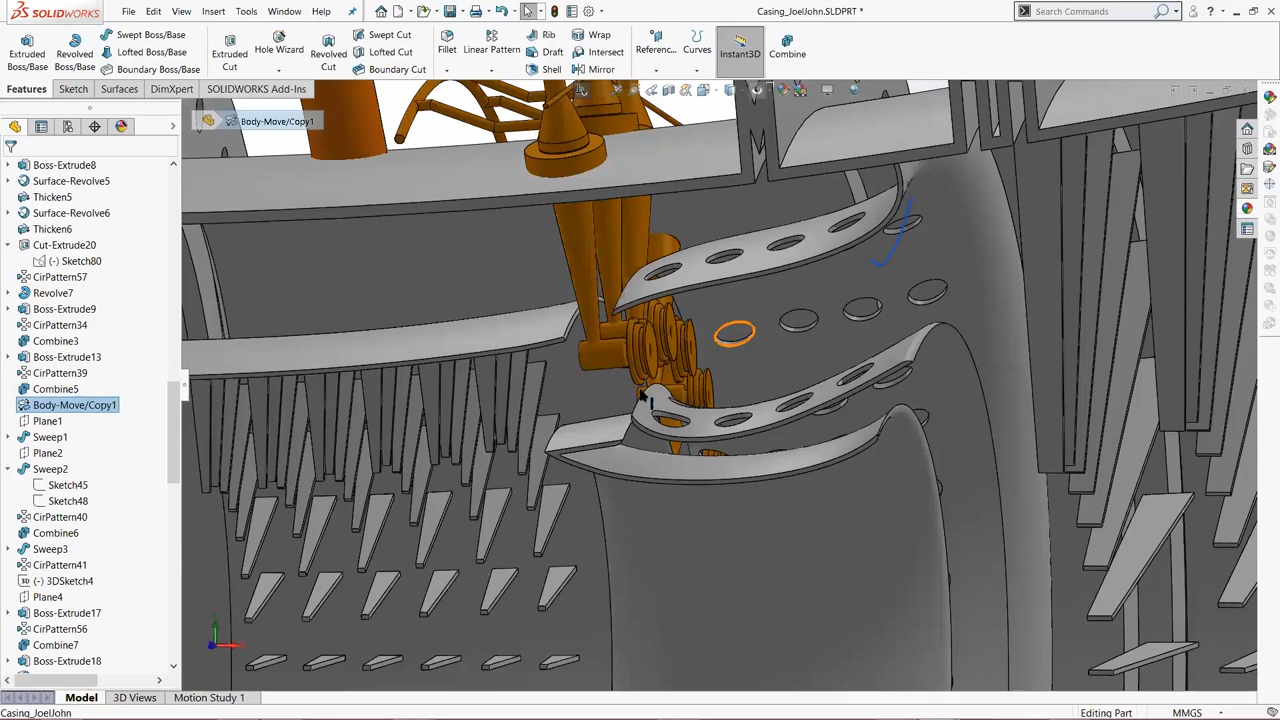 SOLIDWORKS
File
Edit
View
Insert
Tools
Window
Help
Casing_JoelJohn.SLDPRT *
Search Commands
Extruded Boss/Base
Revolved Boss/Base
Swept Boss/Base
Lofted Boss/Base
Boundary Boss/Base
Extruded Cut
Hole Wizard
Revolved Cut
Swept Cut
Lofted Cut
Boundary Cut
Fillet
Linear Pattern
Rib
Draft
Shell
Wrap
Intersect
Mirror
Referenc...
Curves
Instant3D
Combine
Features
Sketch
Surfaces
DimXpert
SOLIDWORKS Add-Ins
Body-Move/Copy1
Boss-Extrude8
Surface-Revolve5
Thicken5
Surface-Revolve6
Thicken6
Cut-Extrude20
(-) Sketch80
CirPattern57
Revolve7
Boss-Extrude9
CirPattern34
Combine3
Boss-Extrude13
CirPattern39
Combine5
Body-Move/Copy1
Plane1
Sweep1
Plane2
Sweep2
Sketch45
Sketch48
CirPattern40
Combine6
Sweep3
CirPattern41
3D (-) 3DSketch4
Plane4
Boss-Extrude17
CirPattern56
Combine7
Boss-Extrude18
Model
3D Views
Motion Study 1
Casing_JoelJohn
Editing Part
MMGS